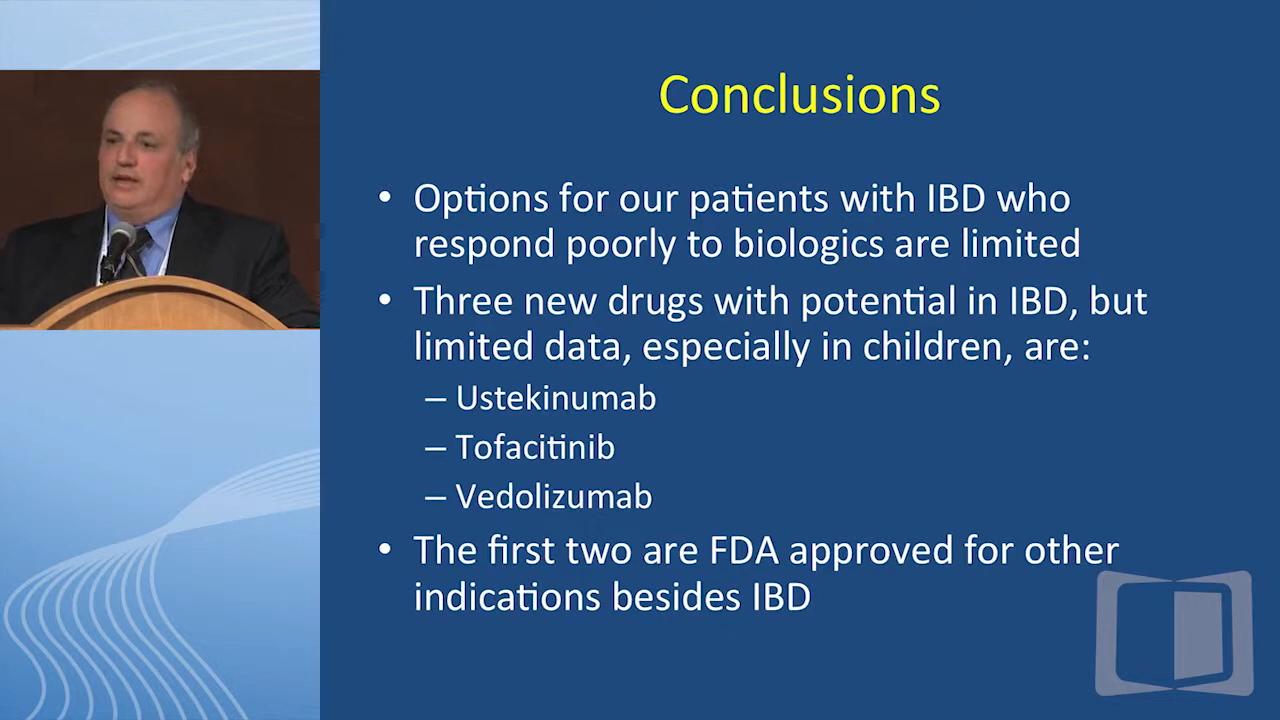 Conclusions
• Options for our patients with IBD who
respond poorly to biologics are limited
• Three new drugs with potential in IBD, but
limited data, especially in children, are:
– Ustekinumab
– Tofacitinib
– Vedolizumab
• The first two are FDA approved for other
indications besides IBD